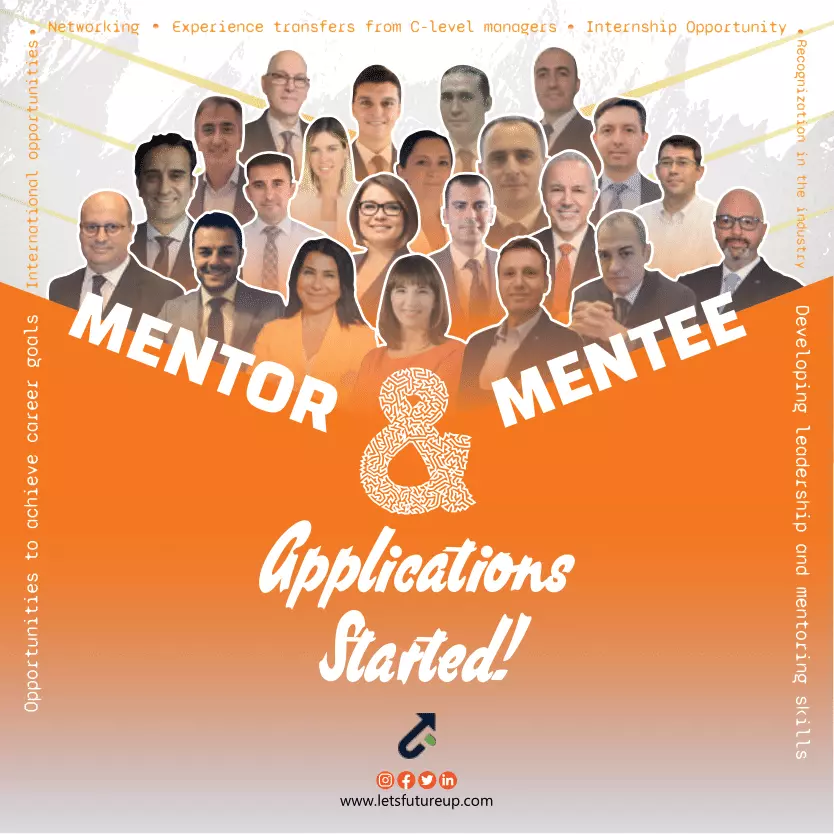 Networking • Experience transfers from C-level managers • Internship Opportunity •
Recognization in the industry
Developing leadership and mentoring skills
Opportunities to achieve career goals
International opportunities •
MENTOR
&
MENTEE
Applications
Started!
www.letsfutureup.com